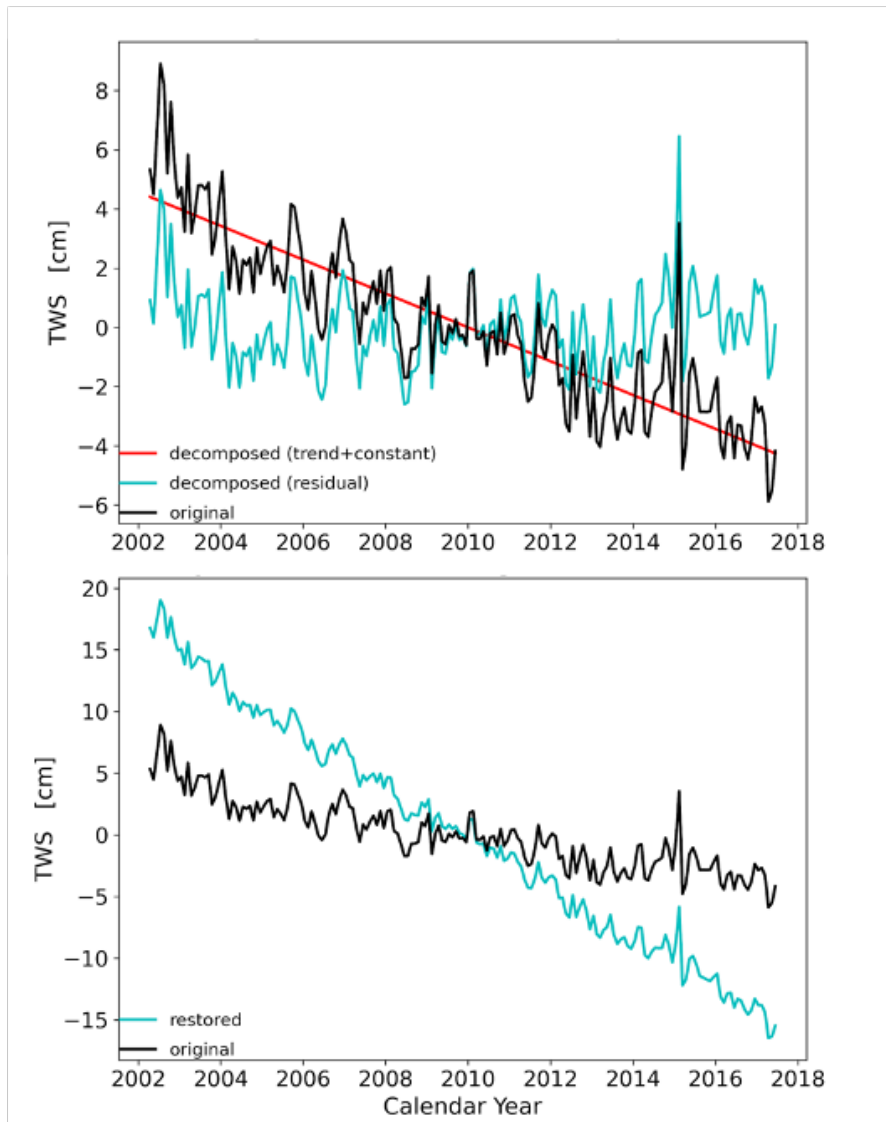 8
6
4
2
0
−2
−4
−6
TWS [cm]
decomposed (trend+constant)
decomposed (residual)
original
2002 2004 2006 2008 2010 2012 2014 2016 2018
20
15
10
5
0
−5
−10
−15
TWS [cm]
restored
original
2002 2004 2006 2008 2010 2012 2014 2016 2018
Calendar Year